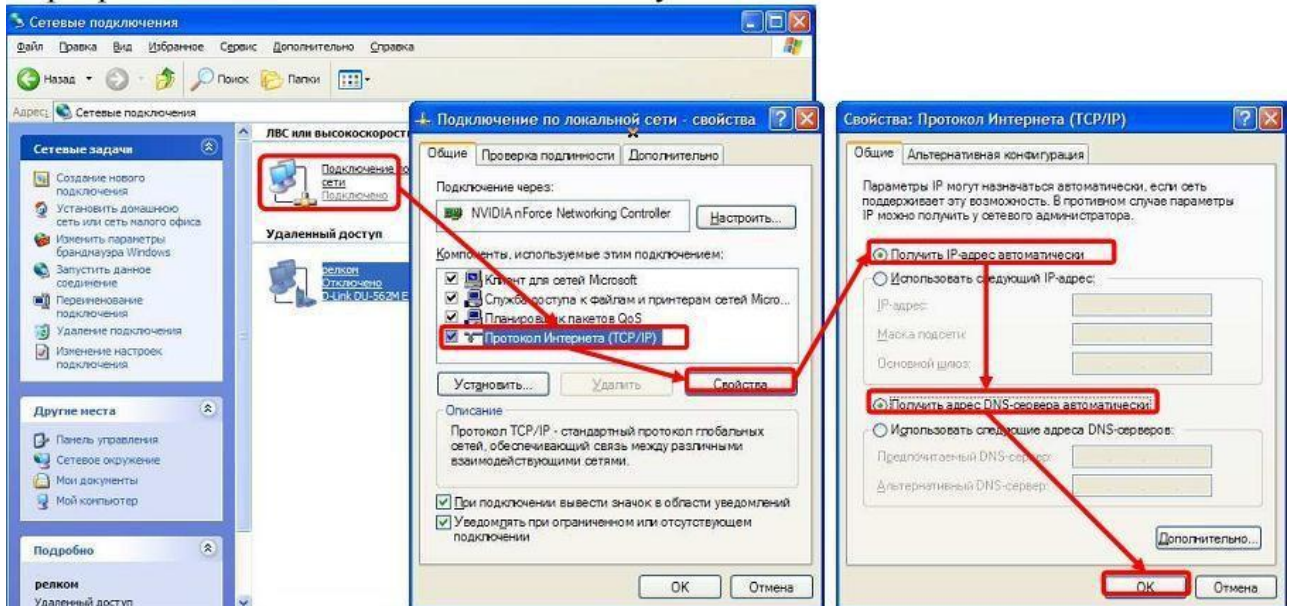 Сетевые подключения
Файл Правка Вид Избранное Сервис Дополнительно Справка
Назад Поиск Папки
Адрес: Сетевые подключения
Сетевые задачи
Создание нового
подключения
Установить домашнюю
сеть или сеть малого офиса
Изменить параметры
брандмауэра Windows
Запустить данное
соединение
Переименование
подключения
Удаление подключения
Изменение настроек
подключения
Другие места
Панель управления
Сетевое окружение
Мои документы
Мой компьютер
Подробно
релком
Удаленный доступ
ЛВС или высокоскорост
Подключение по
сети
Подключено
Удаленный доступ
релком
Отключено
D-Link DU-562M E
Подключение по локальной сети - свойства
Общие Проверка подлинности Дополнительно
Подключение через:
NVIDIA nForce Networking Controller Настроить...
Компоненты, используемые этим подключением:
Клиент для сетей Microsoft
Служба доступа к файлам и принтерам сетей Micro...
Планировщик пакетов QoS
Протокол Интернета (TCP/IP)
Установить... Удалить Свойства
Описание
Протокол TCP/IP - стандартный протокол глобальных
сетей, обеспечивающий связь между различными
взаимодействующими сетями.
При подключении вывести значок в области уведомлений
Уведомлять при ограниченном или отсутствующем
подключении
ОК Отмена
Свойства: Протокол Интернета (TCP/IP)
Общие Альтернативная конфигурация
Параметры IP могут назначаться автоматически, если сеть
поддерживает эту возможность. В противном случае параметры
IP можно получить у сетевого администратора.
Получить IP-адрес автоматически
Использовать следующий IP-адрес:
IP-адрес:
Маска подсети:
Основной шлюз:
Получить адрес DNS-сервера автоматически
Использовать следующие адреса DNS-серверов:
Предпочитаемый DNS-сервер:
Альтернативный DNS-сервер:
Дополнительно...
ОК Отмена